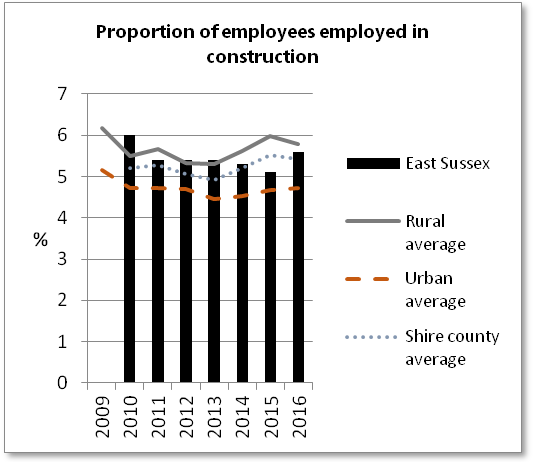 Proportion of employees employed in
construction
7
6
5
4
3
2
1
0
%
2009
2010
2011
2012
2013
2014
2015
2016
East Sussex
Rural
average
Urban
average
Shire county
average